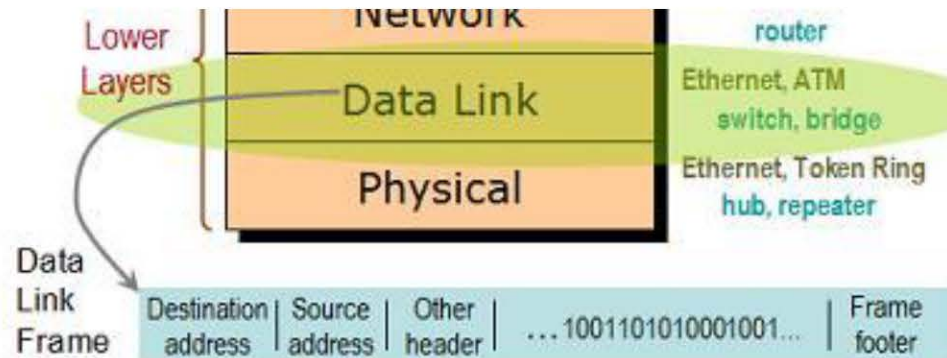 Network
router
Lower
Layers
Data Link
Ethernet, ATM
switch, bridge
Physical
Ethernet, Token Ring
hub, repeater
Data
Link
Frame
Destination
address
Source
address
Other
header
...1001101010001001...
Frame
footer